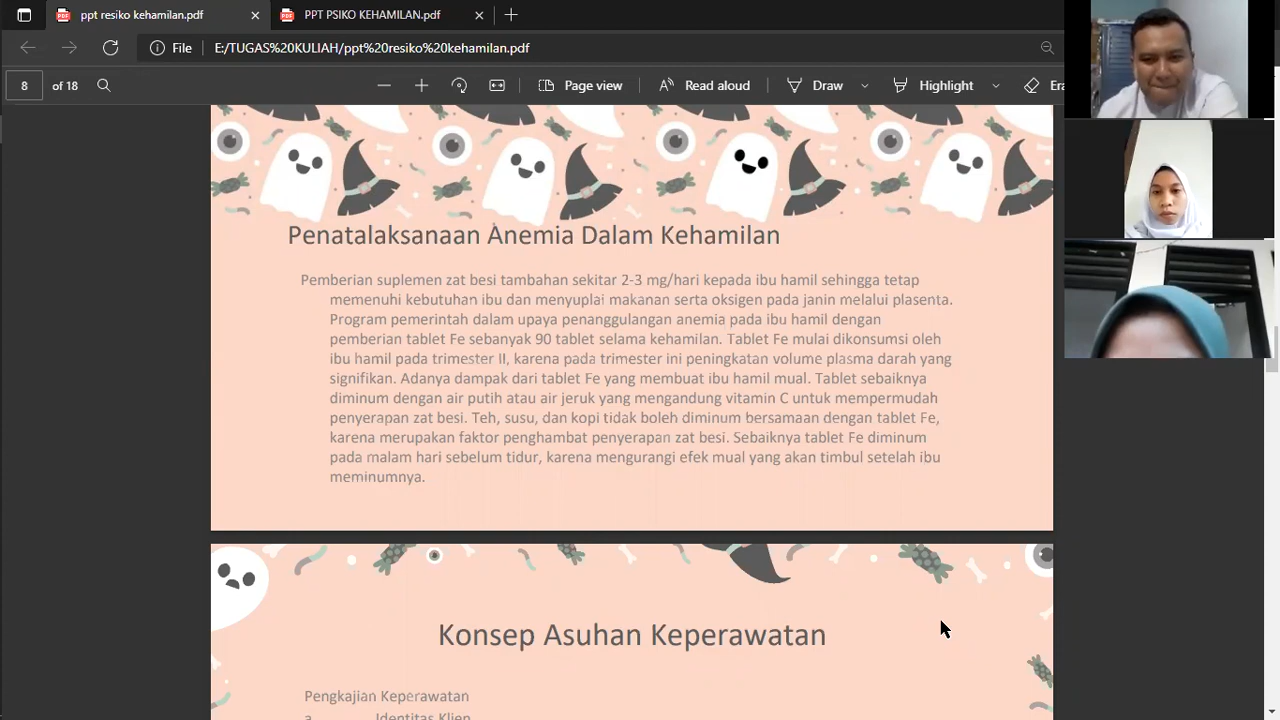 ppt resiko kehamilan.pdf
PPT PSIKO KEHAMILAN.pdf
File
E:/TUGAS%20KULIAH/ppt%20resiko%20kehamilan.pdf
8
of 18
Page view
Read aloud
Draw
Highlight
Era
Penatalaksanaan Anemia Dalam Kehamilan
Pemberian suplemen zat besi tambahan sekitar 2-3 mg/hari kepada ibu hamil sehingga tetap
memenuhi kebutuhan ibu dan menyuplai makanan serta oksigen pada janin melalui plasenta.
Program pemerintah dalam upaya penanggulangan anemia pada ibu hamil dengan
pemberian tablet Fe sebanyak 90 tablet selama kehamilan. Tablet Fe mulai dikonsumsi oleh
ibu hamil pada trimester II, karena pada trimester ini peningkatan volume plasma darah yang
signifikan. Adanya dampak dari tablet Fe yang membuat ibu hamil mual. Tablet sebaiknya
diminum dengan air putih atau air jeruk yang mengandung vitamin C untuk mempermudah
penyerapan zat besi. Teh, susu, dan kopi tidak boleh diminum bersamaan dengan tablet Fe,
karena merupakan faktor penghambat penyerapan zat besi. Sebaiknya tablet Fe diminum
pada malam hari sebelum tidur, karena mengurangi efek mual yang akan timbul setelah ibu
meminumnya.
Konsep Asuhan Keperawatan
Pengkajian Keperawatan
a. Identitas Klien